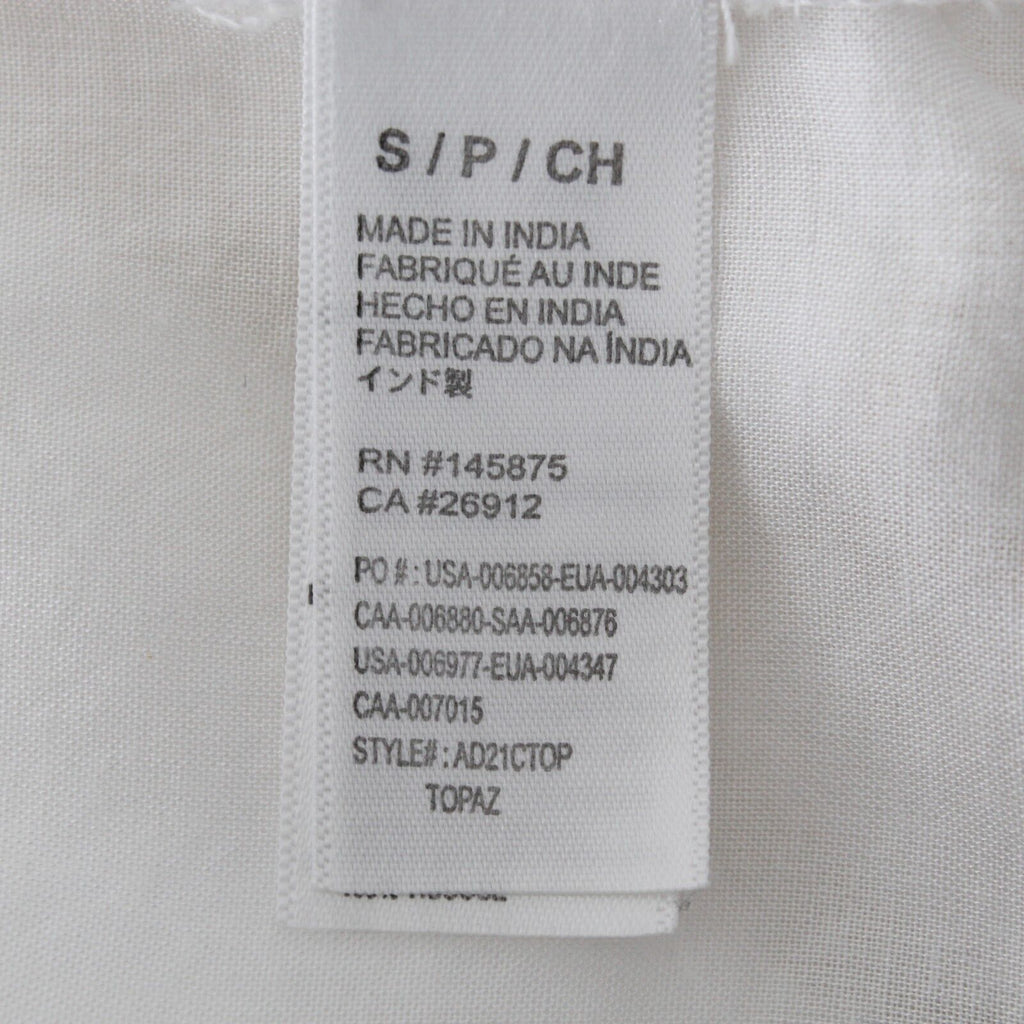 S / P / CH
MADE IN INDIA
FABRIQUÉ AU INDE
HECHO EN INDIA
FABRICADO NA ÍNDIA
インド製
RN #145875
CA #26912
PO # : USA-006858-EUA-004303
CAA-006880-SAA-006876
USA-006977-EUA-004347
CAA-007015
STYLE# : AD21CTOP
TOPAZ